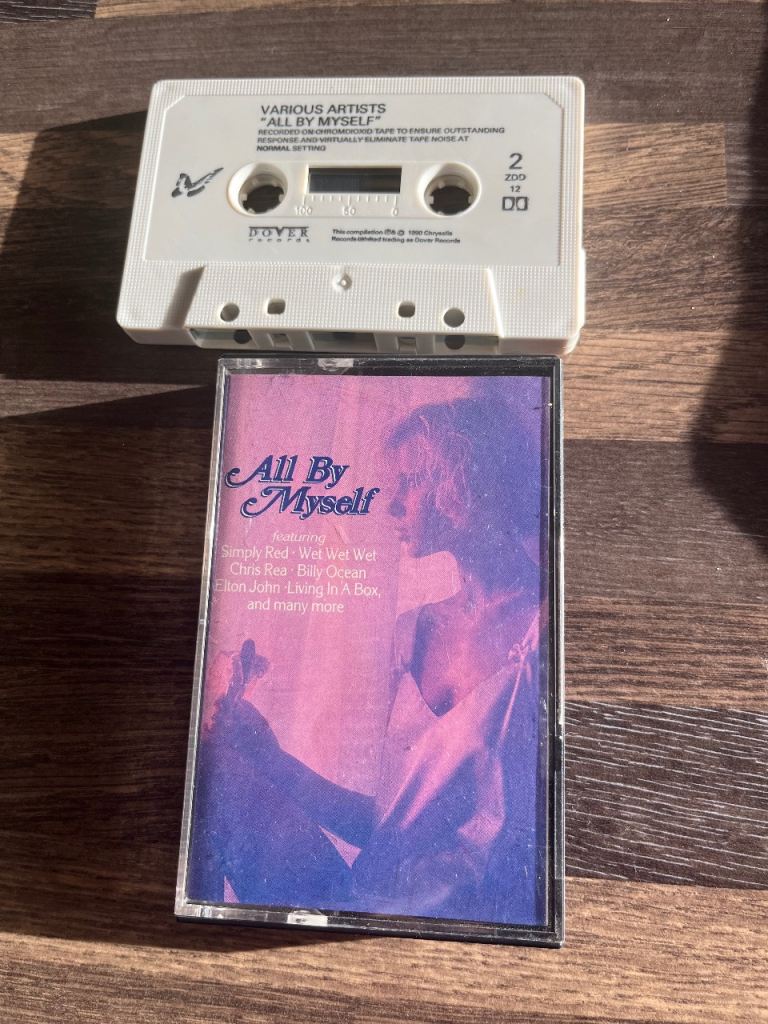 VARIOUS ARTISTS
"ALL BY MYSELF"
RECORDED ON CHROMDIOXID TAPE TO ENSURE OUTSTANDING
RESPONSE AND VIRTUALLY ELIMINATE TAPE NOISE AT
NORMAL SETTING
2
ZDD
12
100 50 0
DOVER
records
This compilation Ⓟ & © 1990 Chrysalis
Records Limited trading as Dover Records
All By
Myself
featuring
Simply Red · Wet Wet Wet
Chris Rea · Billy Ocean
Elton John · Living In A Box,
and many more